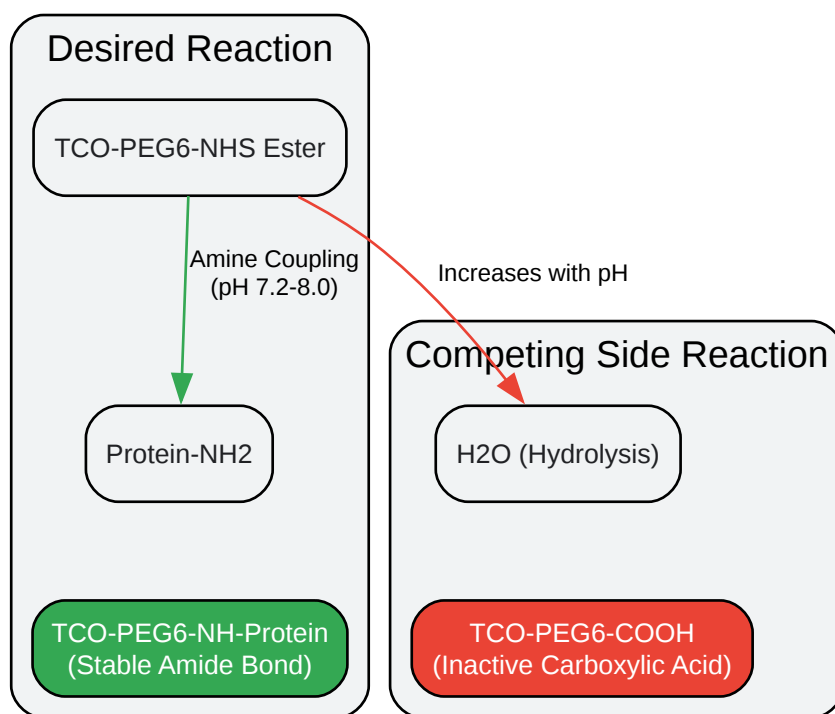 Desired Reaction
TCO-PEG6-NHS Ester
Amine Coupling
(pH 7.2-8.0)
Increases with pH
Competing Side Reaction
Protein-NH2
H2O (Hydrolysis)
TCO-PEG6-NH-Protein
(Stable Amide Bond)
TCO-PEG6-COOH
(Inactive Carboxylic Acid)